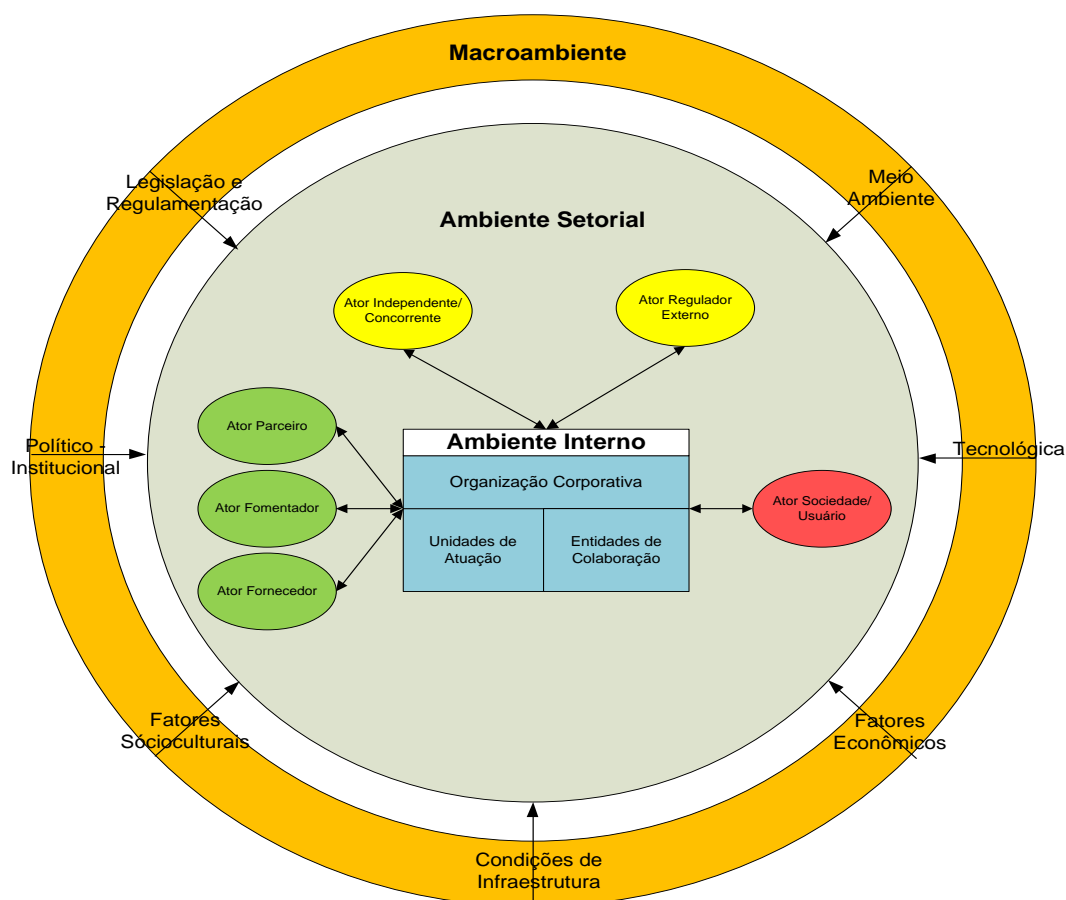 Macroambiente
Legislação e
Regulamentação
Meio
Ambiente
Ambiente Setorial
Ator Independente/
Concorrente
Ator Regulador
Externo
Ator Parceiro
Ator Fomentador
Ator Fornecedor
Ambiente Interno
Organização Corporativa
Unidades de
Atuação
Entidades de
Colaboração
Ator Sociedade/
Usuário
Político -
Institucional
Tecnológica
Fatores
Sócioculturais
Fatores
Econômicos
Condições de
Infraestrutura